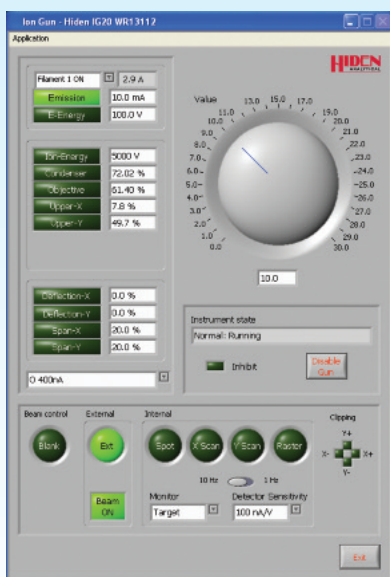 Ion Gun - Hiden IG20 WR13112
Application
HIDEN
ANALYTICAL
Filament 1 ON 2.9 A
Emission 10.0 mA
E-Energy 100.0 V
Ion-Energy 5000 V
Condenser 72.02 %
Objective 61.40 %
Upper-X 7.8 %
Upper-Y 49.7 %
Deflection-X 0.0 %
Deflection-Y 0.0 %
Span-X 20.0 %
Span-Y 20.0 %
O 400nA
Value
0.0
1.0
2.0
3.0
4.0
5.0
6.0
7.0
8.0
9.0
10.0
11.0
13.0
15.0
17.0
19.0
20.0
21.0
22.0
23.0
24.0
25.0
26.0
27.0
28.0
29.0
30.0
10.0
Instrument state
Normal: Running
Inhibit
Disable
Gun
Beam control External Internal Clipping
Blank Ext Spot X Scan Y Scan Raster
Y+
X- X+
Y-
10 Hz 1 Hz
Beam
ON
Monitor Detector Sensitivity
Target 100 nA/V
Exit